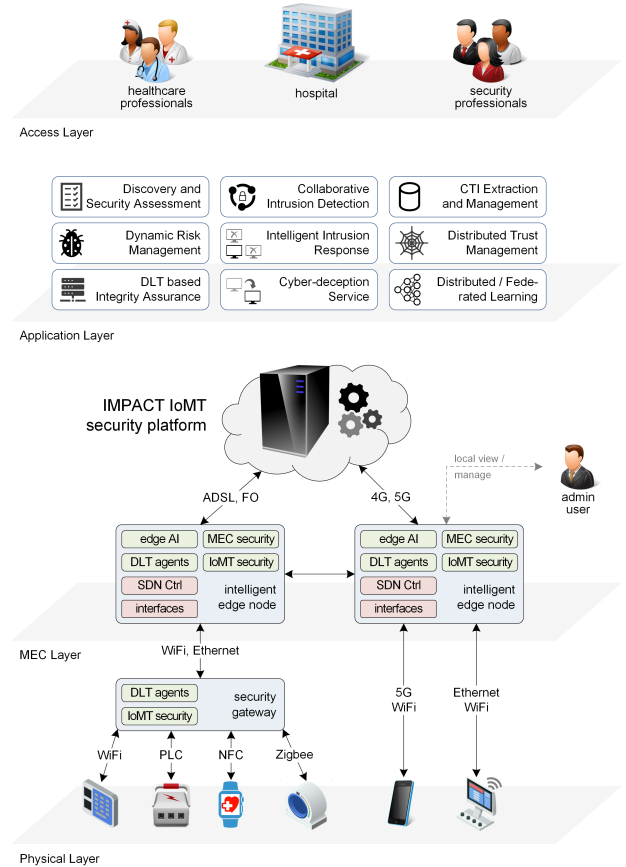 healthcare
professionals
hospital
security
professionals
Access Layer
Discovery and
Security Assessment
Collaborative
Intrusion Detection
CTI Extraction
and Management
Dynamic Risk
Management
Intelligent Intrusion
Response
Distributed Trust
Management
DLT based
Integrity Assurance
Cyber-deception
Service
Distributed / Fede-
rated Learning
Application Layer
IMPACT IoMT
security platform
local view /
manage
admin
user
ADSL, FO
4G, 5G
edge AI
MEC security
DLT agents
IoMT security
SDN Ctrl
interfaces
intelligent
edge node
edge AI
MEC security
DLT agents
IoMT security
SDN Ctrl
interfaces
intelligent
edge node
MEC Layer
WiFi, Ethernet
DLT agents
IoMT security
security
gateway
5G
WiFi
Ethernet
WiFi
WiFi
PLC
NFC
Zigbee
Physical Layer